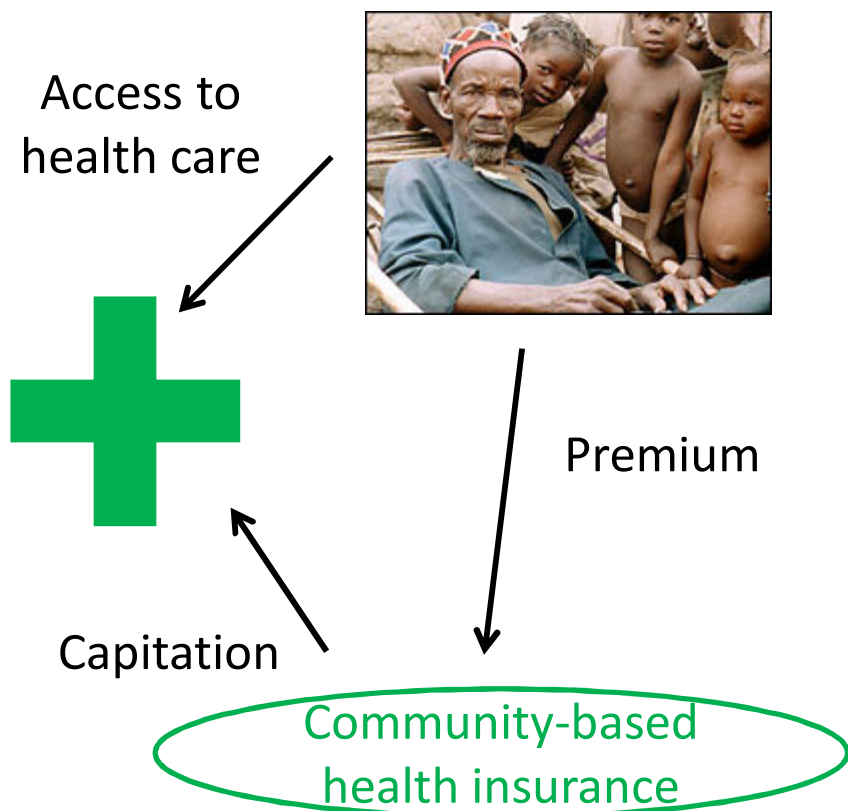 Access to
health care
Premium
Capitation
Community-based
health insurance